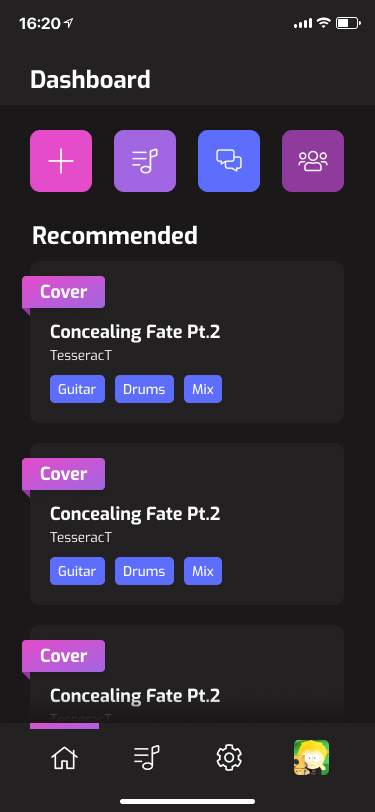 16:20
Dashboard
Recommended
Cover
Concealing Fate Pt.2
TesseracT
Guitar Drums Mix
Cover
Concealing Fate Pt.2
TesseracT
Guitar Drums Mix
Cover
Concealing Fate Pt.2
TesseracT